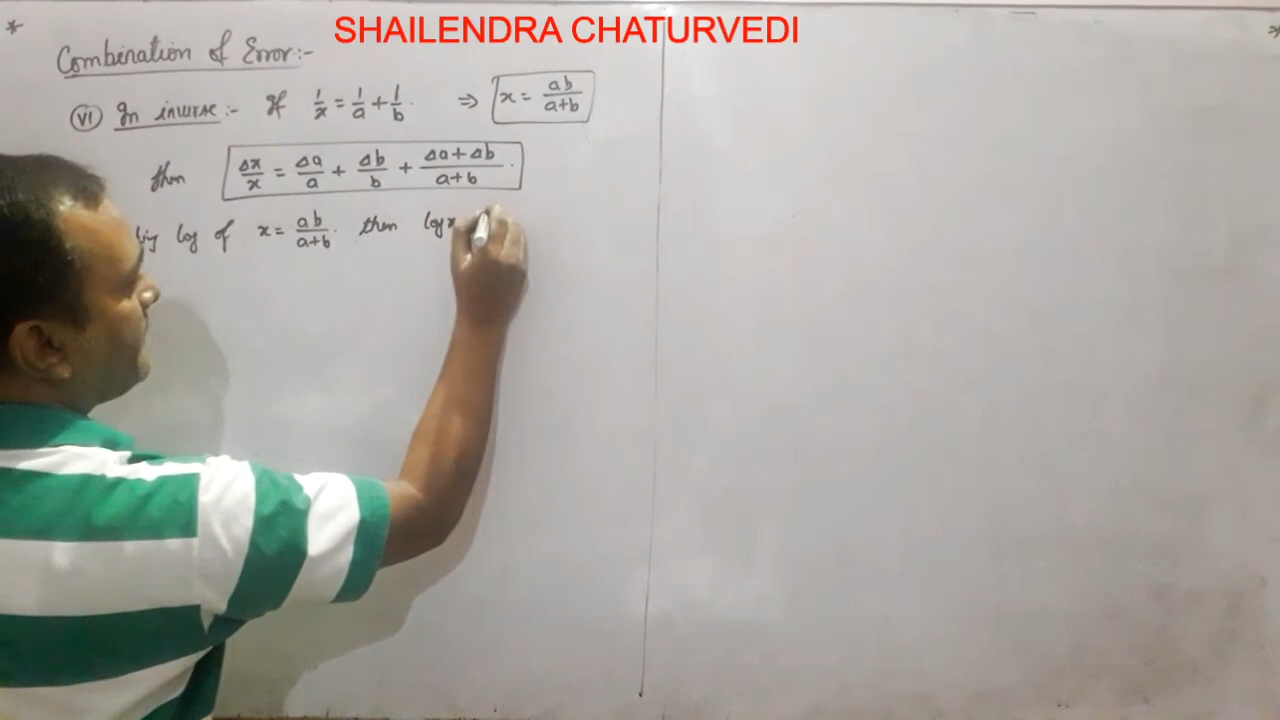 SHAILENDRA CHATURVEDI
* *
Combination of Error:-
(VI) In inverse:- If 1/x = 1/a + 1/b. ⇒ x = ab/(a+b)
then Δx/x = Δa/a + Δb/b + (Δa+Δb)/(a+b).
log of x = ab/(a+b). then log x